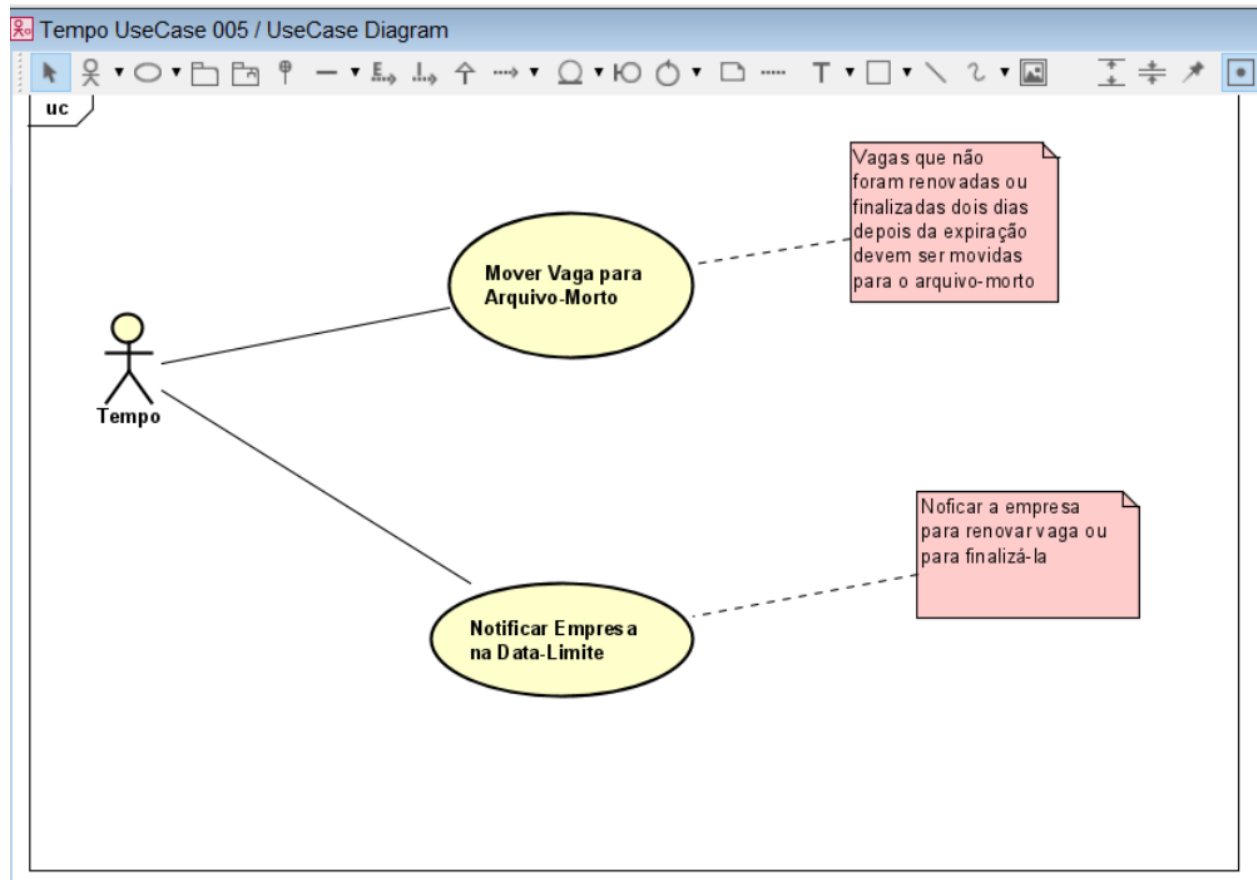 Tempo UseCase 005 / UseCase Diagram
uc
Vagas que não
foram renovadas ou
finalizadas dois dias
depois da expiração
devem ser movidas
para o arquivo-morto
Mover Vaga para
Arquivo-Morto
Tempo
Noficar a empresa
para renovar vaga ou
para finalizá-la
Notificar Empresa
na Data-Limite